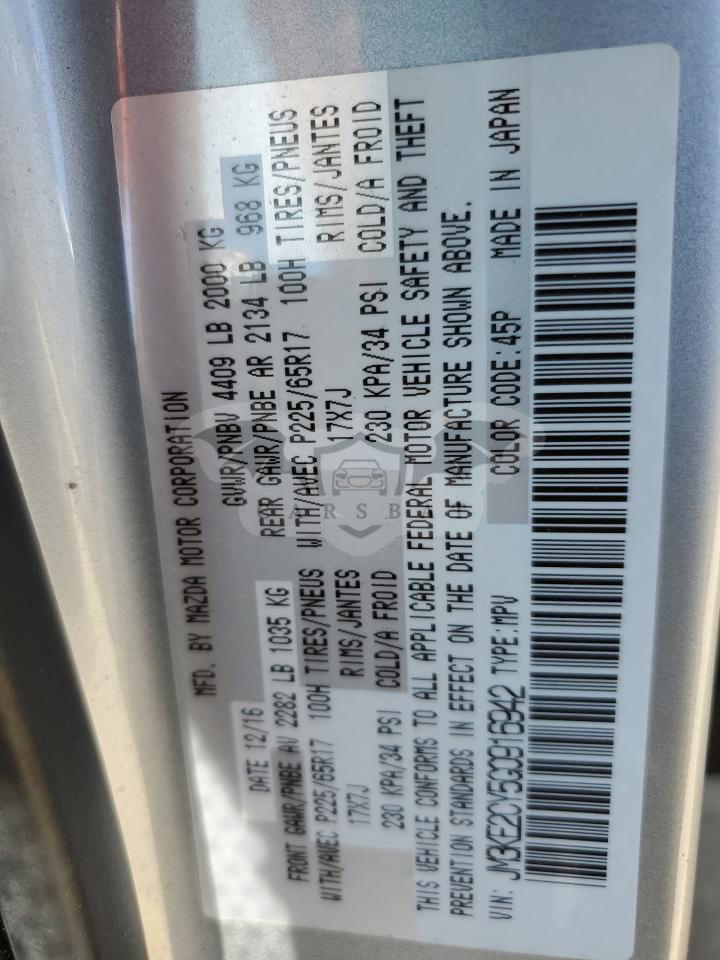 MFD. BY MAZDA MOTOR CORPORATION
DATE 12/16 GVWR/PNBV 4409 LB 2000 KG
FRONT GAWR/PNBE AV 2282 LB 1035 KG REAR GAWR/PNBE AR 2134 LB 968 KG
WITH/AVEC P225/65R17 100H TIRES/PNEUS WITH/AVEC P225/65R17 100H TIRES/PNEUS
17X7J RIMS/JANTES 17X7J RIMS/JANTES
230 KPA/34 PSI COLD/A FROID 230 KPA/34 PSI COLD/A FROID
THIS VEHICLE CONFORMS TO ALL APPLICABLE FEDERAL MOTOR VEHICLE SAFETY AND THEFT
PREVENTION STANDARDS IN EFFECT ON THE DATE OF MANUFACTURE SHOWN ABOVE.
VIN: JM3KE2CY5G0916942 TYPE:MPV COLOR CODE:45P MADE IN JAPAN